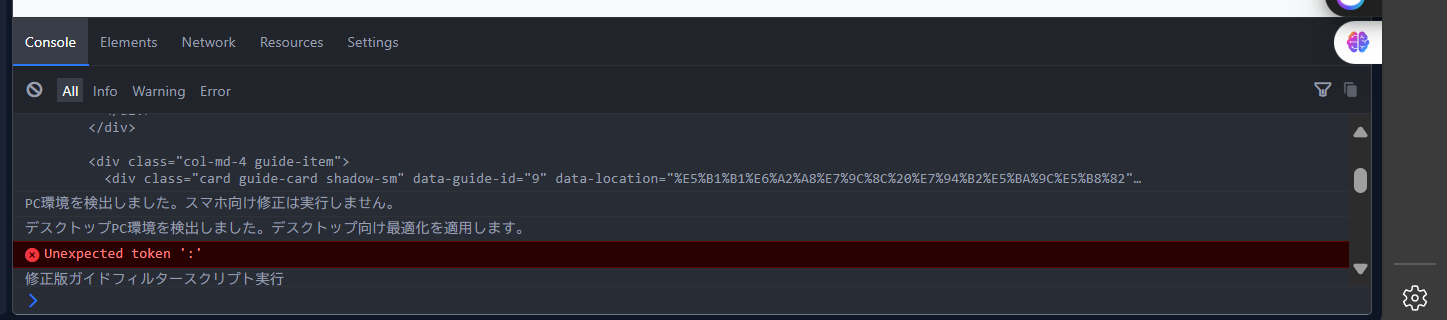 Console Elements Network Resources Settings
All Info Warning Error
</div>
<div class="col-md-4 guide-item">
<div class="card guide-card shadow-sm" data-guide-id="9" data-location="%E5%B1%B1%E6%A2%A8%E7%9C%8C%20%E7%94%B2%E5%BA%9C%E5%B8%82"…
PC環境を検出しました。スマホ向け修正は実行しません。
デスクトップPC環境を検出しました。デスクトップ向け最適化を適用します。
Unexpected token ':'
修正版ガイドフィルタースクリプト実行